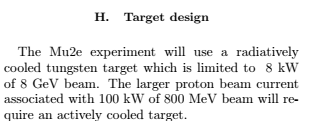 H. Target design
The Mu2e experiment will use a radiatively
cooled tungsten target which is limited to 8 kW
of 8 GeV beam. The larger proton beam current
associated with 100 kW of 800 MeV beam will re-
quire an actively cooled target.